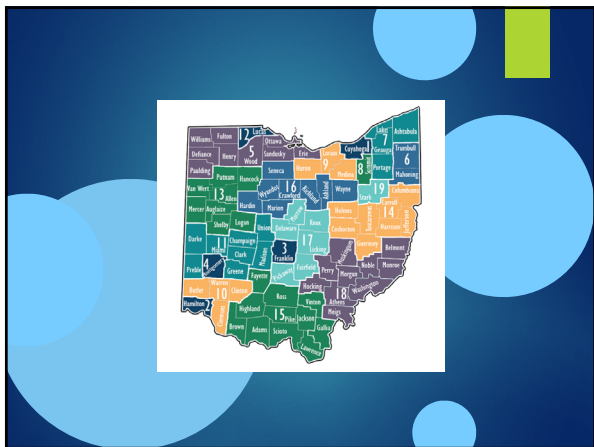 Williams
Fulton
12
Lucas
Ottawa
Defiance
Henry
5
Wood
Sandusky
Erie
Lorain
9
Cuyahoga
Lake
7
Geauga
Ashtabula
Trumbull
6
Mahoning
Paulding
Putnam
Hancock
Seneca
Huron
Medina
8
Summit
Portage
Van Wert
13
Allen
Wyandot
16
Crawford
Richland
Ashland
Wayne
19
Stark
Columbiana
Mercer
Auglaize
Hardin
Marion
Morrow
Holmes
Tuscarawas
Carroll
14
Harrison
Jefferson
Shelby
Logan
Union
Delaware
Knox
Coshocton
Darke
11
Miami
Champaign
Clark
Madison
3
Franklin
17
Licking
Muskingum
Guernsey
Belmont
Preble
4
Greene
Fayette
Pickaway
Fairfield
Perry
Morgan
Noble
Monroe
Butler
Warren
10
Clinton
Hocking
18
Athens
Washington
Hamilton
2
Clermont
Highland
Ross
Vinton
Meigs
Brown
Adams
15
Pike
Scioto
Jackson
Gallia
Lawrence